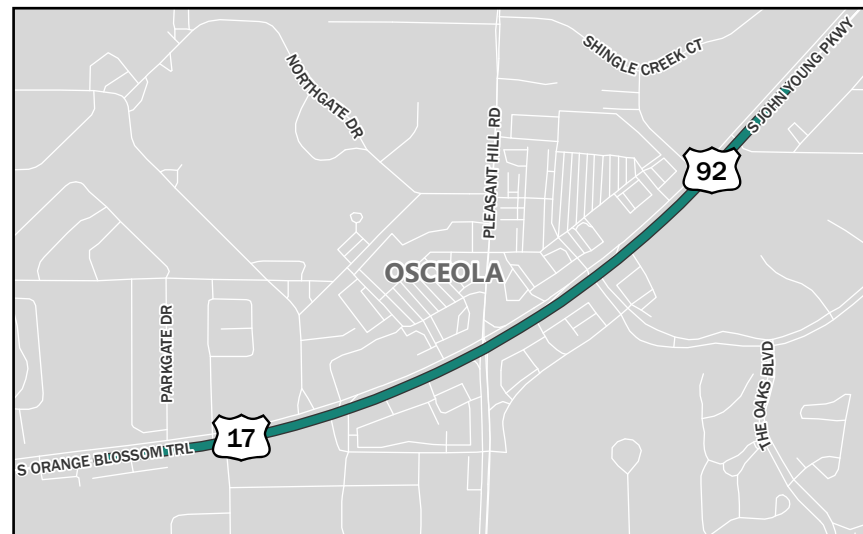 SHINGLE CREEK CT
S JOHN YOUNG PKWY
NORTHGATE DR
PLEASANT HILL RD
92
OSCEOLA
PARKGATE DR
THE OAKS BLVD
17
S ORANGE BLOSSOM TRL